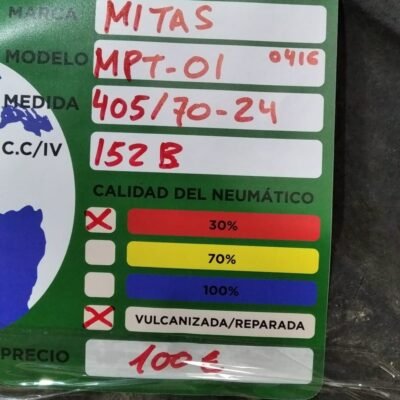 MARCA MITAS
MODELO MPT-01 0416
MEDIDA 405/70-24
C.C/IV 152 B
CALIDAD DEL NEUMÁTICO
30%
70%
100%
VULCANIZADA/REPARADA
PRECIO 100€